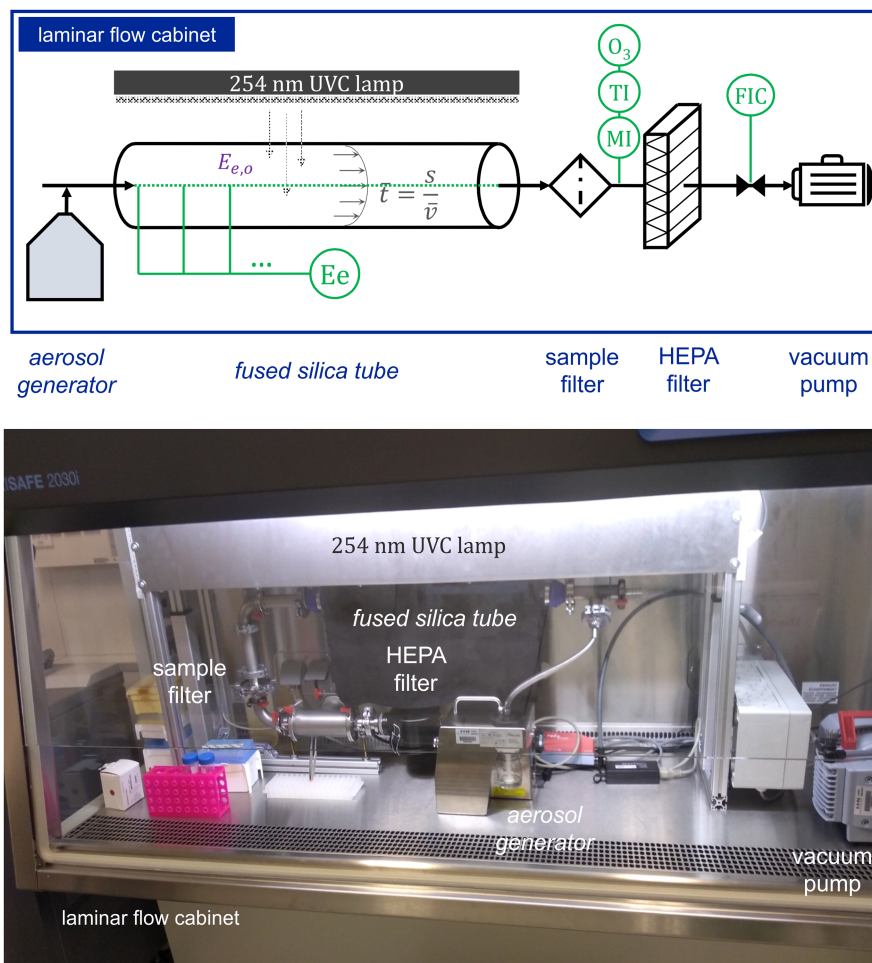 laminar flow cabinet
254 nm UVC lamp
O3
TI
MI
FIC
Ee,o
t̄ = s / v̄
...
Ee
aerosol
generator
fused silica tube
sample
filter
HEPA
filter
vacuum
pump
SAFE 2030i
254 nm UVC lamp
fused silica tube
HEPA
filter
sample
filter
aerosol
generator
vacuum
pump
laminar flow cabinet